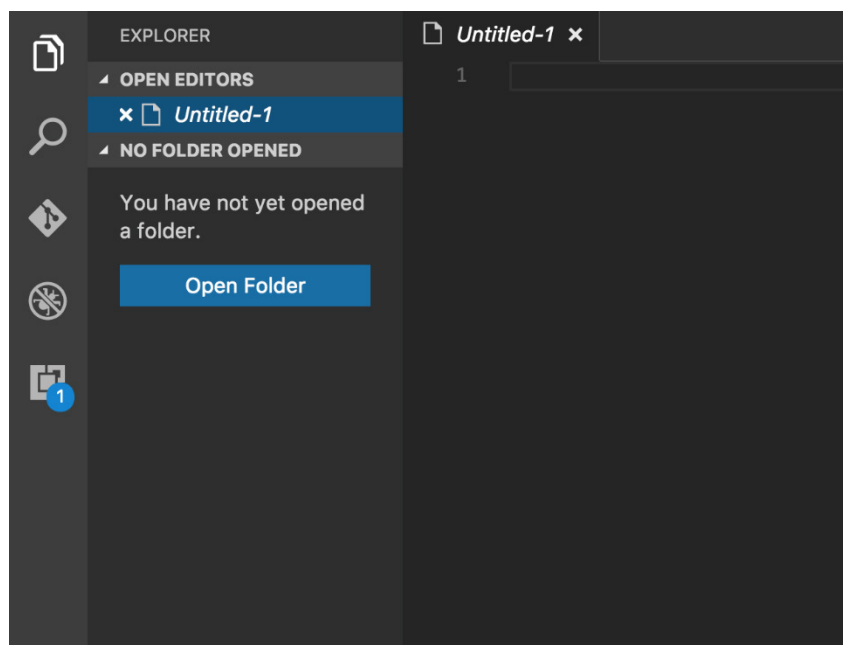 EXPLORER
OPEN EDITORS
Untitled-1
NO FOLDER OPENED
You have not yet opened
a folder.
Open Folder
1
Untitled-1
1